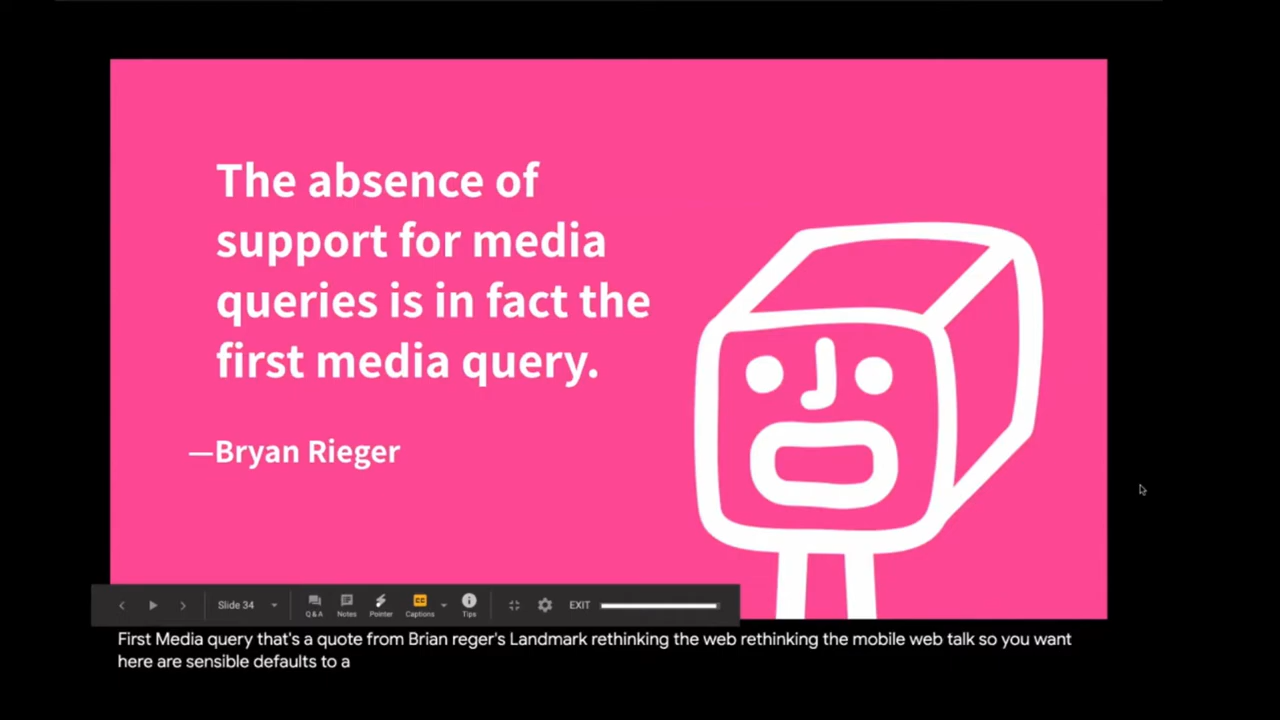 The absence of
support for media
queries is in fact the
first media query.
—Bryan Rieger
Slide 34
Q&A
Notes
Pointer
CC
Captions
Tips
EXIT
First Media query that's a quote from Brian reger's Landmark rethinking the web rethinking the mobile web talk so you want
here are sensible defaults to a